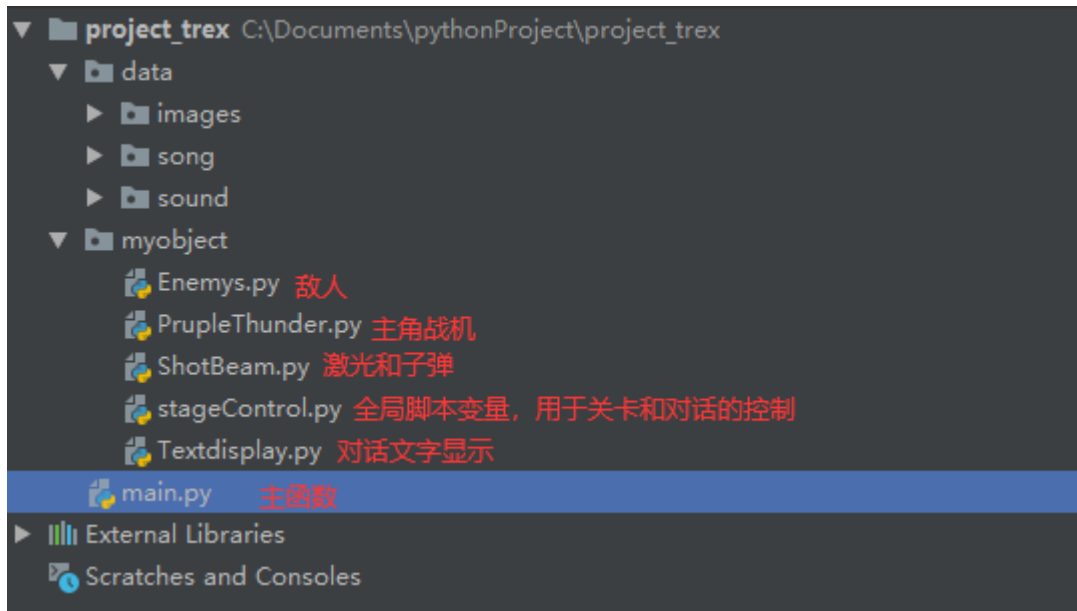 project_trex C:\Documents\pythonProject\project_trex
data
images
song
sound
myobject
Enemys.py 敌人
PrupleThunder.py 主角战机
ShotBeam.py 激光和子弹
stageControl.py 全局脚本变量，用于关卡和对话的控制
Textdisplay.py 对话文字显示
main.py 主函数
External Libraries
Scratches and Consoles